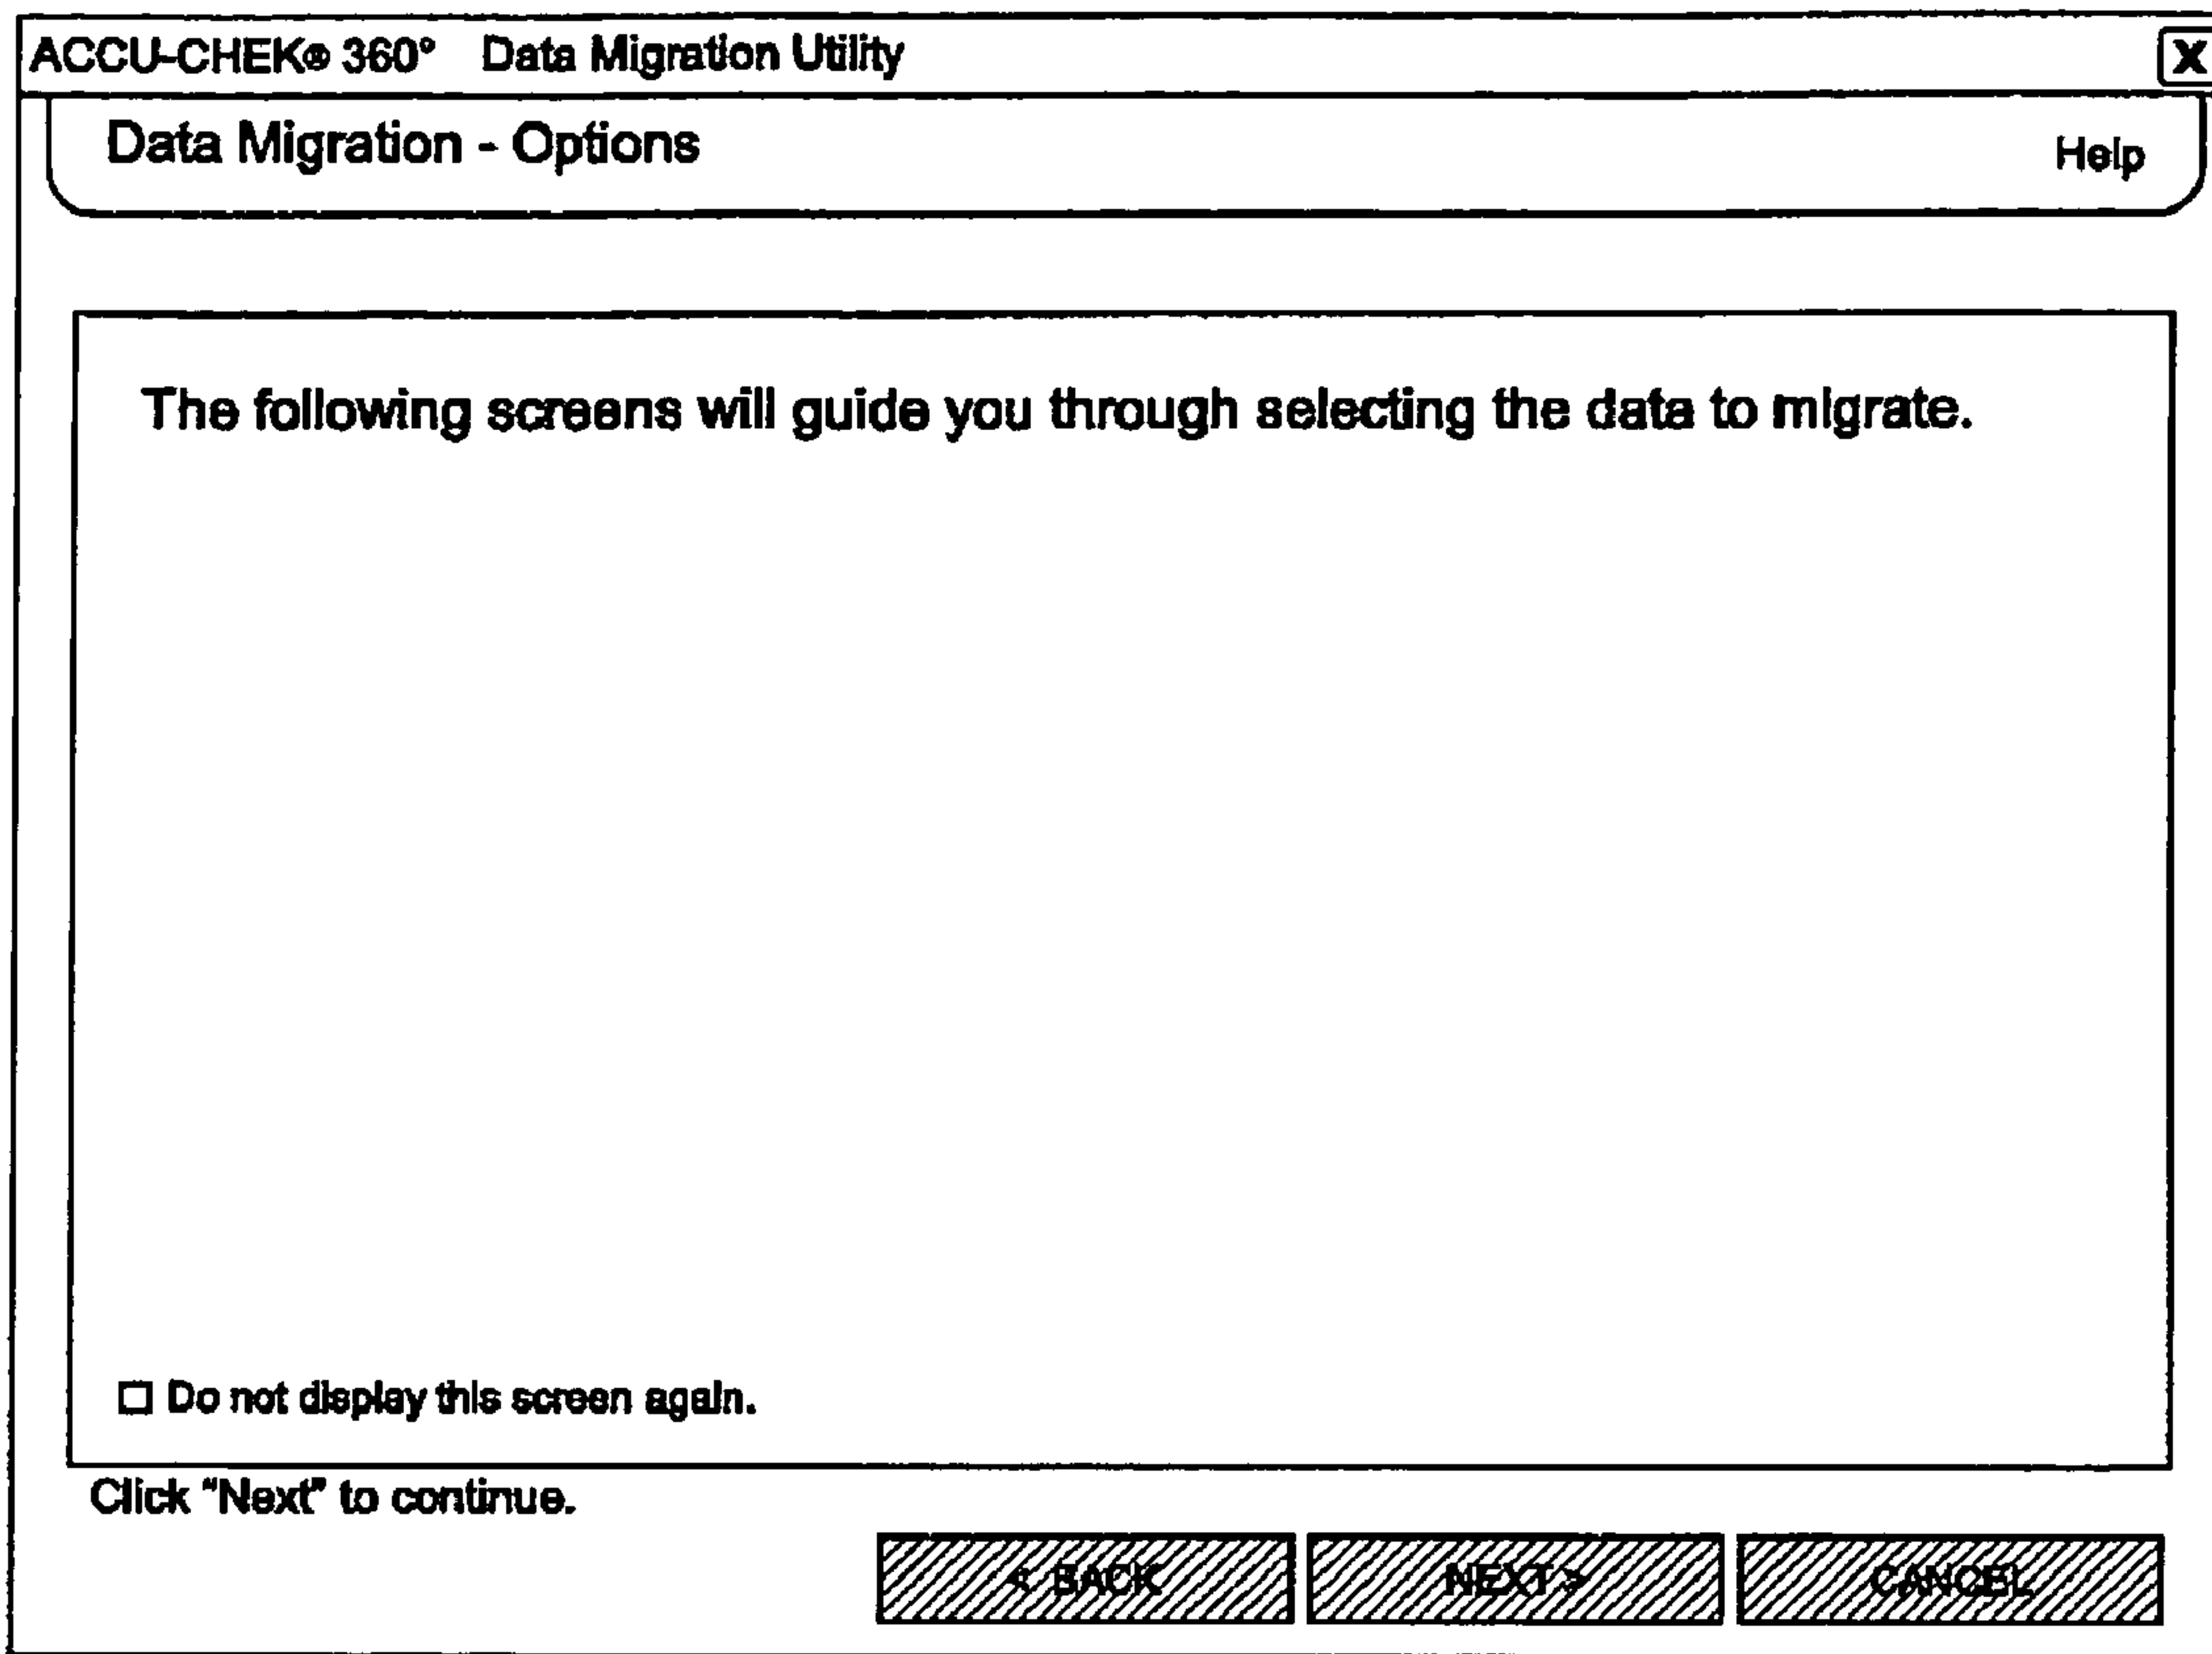 ACCU-CHEK® 360° Data Migration Utility X
Data Migration - Options Help
The following screens will guide you through selecting the data to migrate.
☐ Do not display this screen again.
Click “Next” to continue.
< BACK NEXT > CANCEL